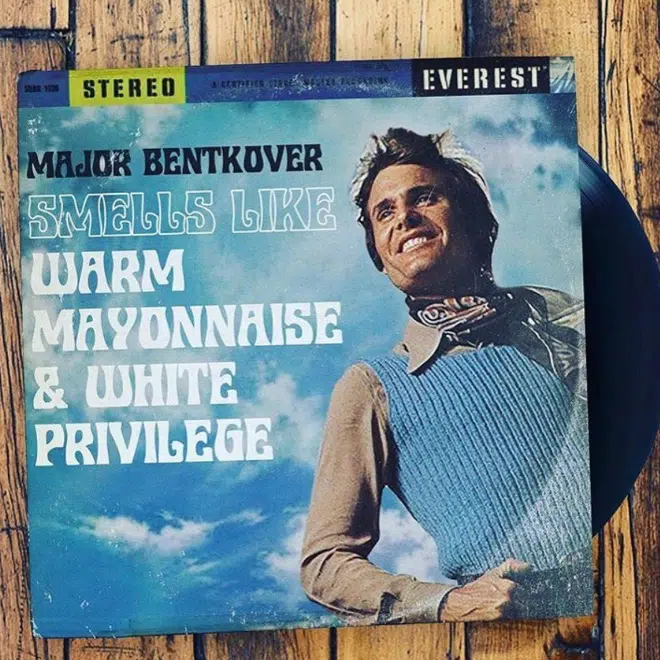 STEREO
EVEREST
MAJOR BENTKOVER
SMELLS LIKE
WARM
MAYONNAISE
& WHITE
PRIVILEGE